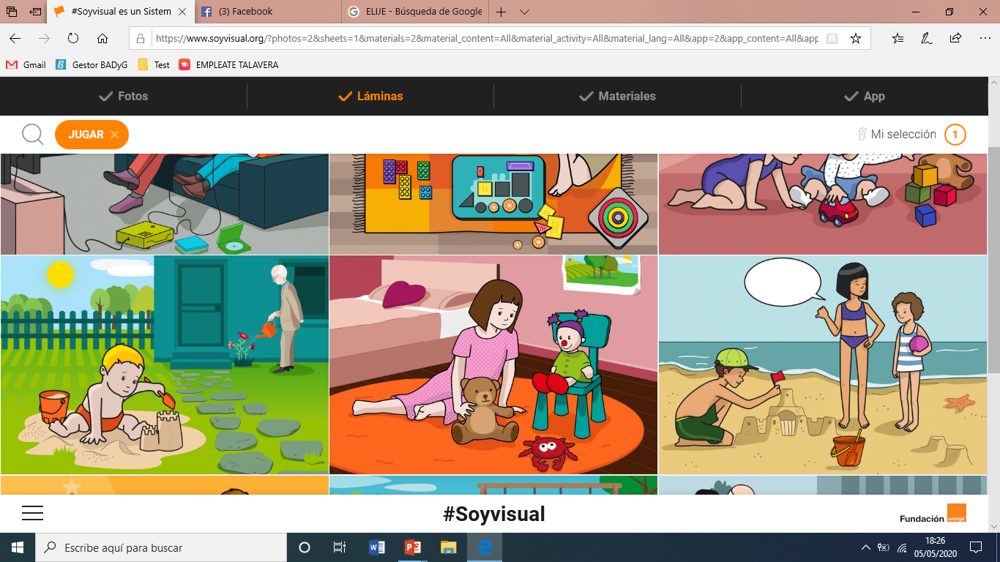 #Soyvisual es un Sistem
(3) Facebook
ELIJE - Búsqueda de Google
https://www.soyvisual.org/?photos=2&sheets=1&materials=2&material_content=All&material_activity=All&material_lang=All&app=2&app_content=All&app
Gmail
Gestor BADyG
Test
EMPLEATE TALAVERA
Fotos
Láminas
Materiales
App
JUGAR
Mi selección
1
#Soyvisual
Fundación
orange
Escribe aquí para buscar
18:26
05/05/2020